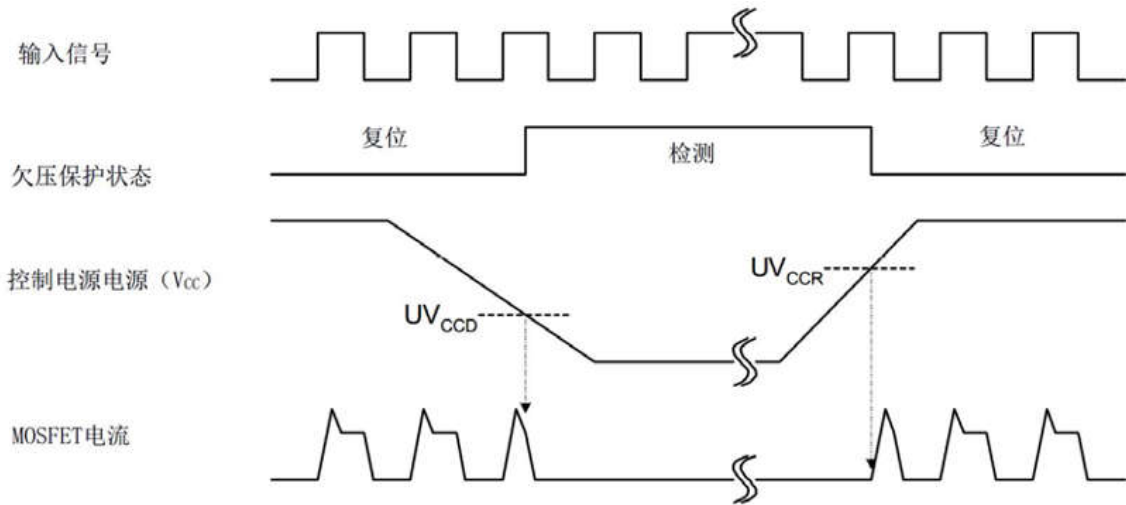 输入信号
复位
检测
复位
欠压保护状态
控制电源电源（Vcc）
UVCCR
UVCCD
MOSFET电流